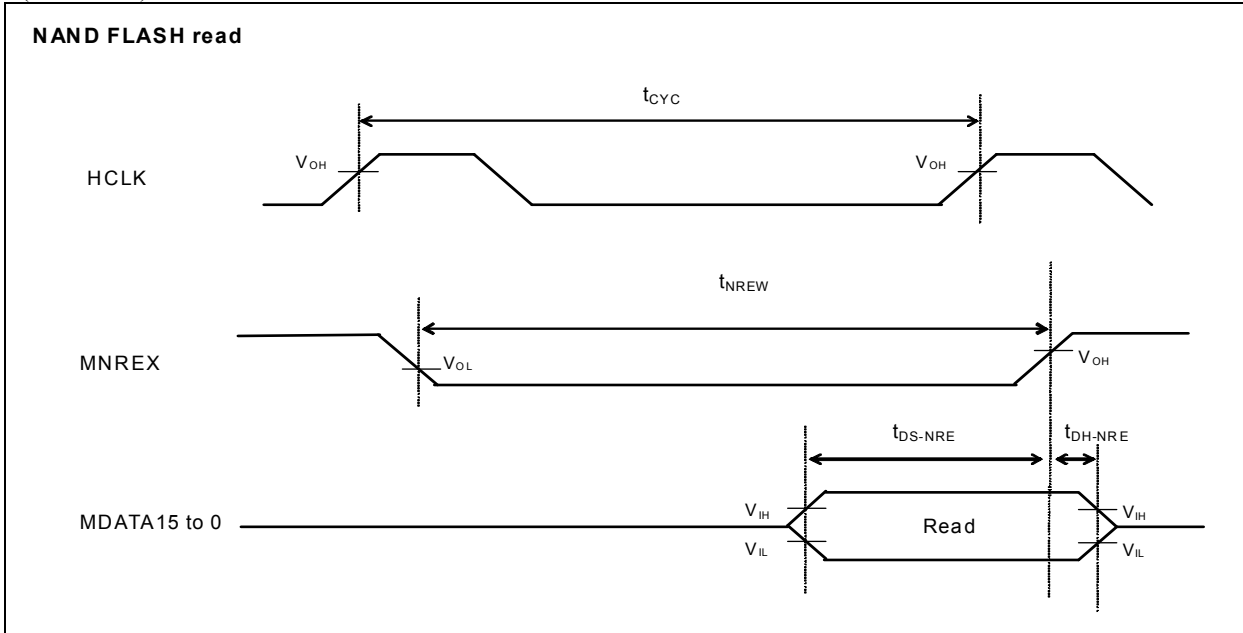 NAND FLASH read
tCYC
HCLK
VOH
VOH
tNREW
MNREX
VOL
VOH
tDS-NRE
tDH-NRE
MDATA15 to 0
VIH
VIL
Read
VIH
VIL